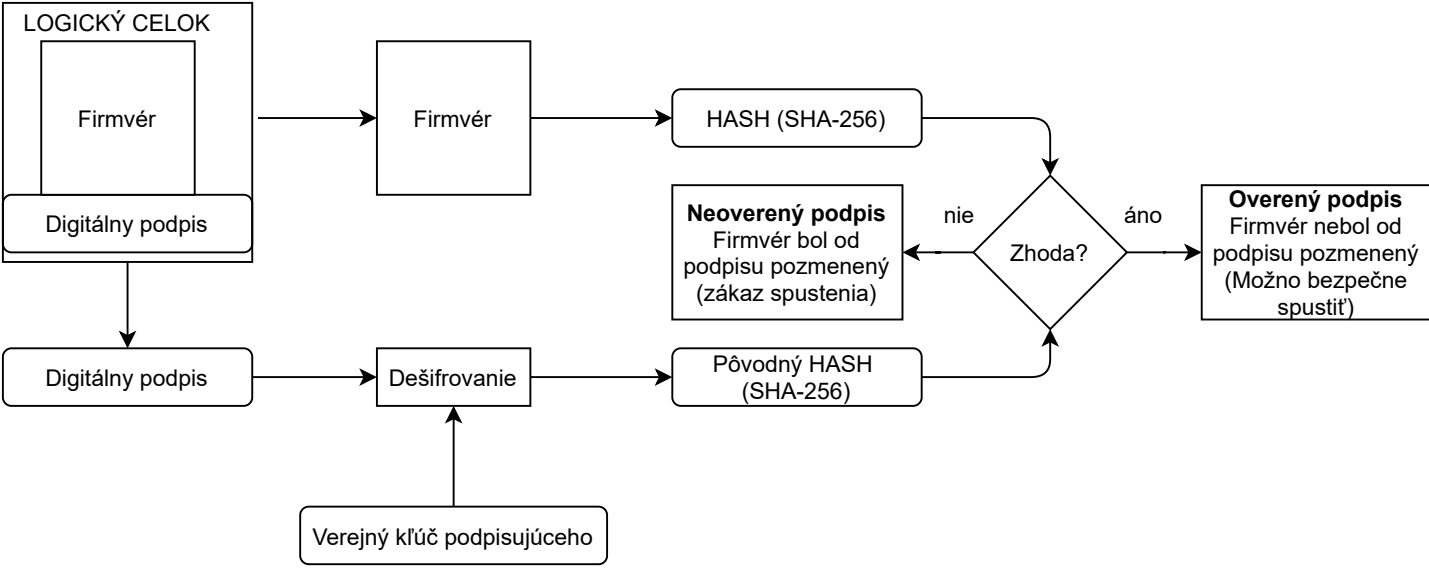 LOGICKÝ CELOK
Firmvér
Digitálny podpis
Firmvér
HASH (SHA-256)
Neoverený podpis
Firmvér bol od
podpisu pozmenený
(zákaz spustenia)
nie
Zhoda?
áno
Overený podpis
Firmvér nebol od
podpisu pozmenený
(Možno bezpečne
spustiť)
Digitálny podpis
Dešifrovanie
Pôvodný HASH
(SHA-256)
Verejný kľúč podpisujúceho